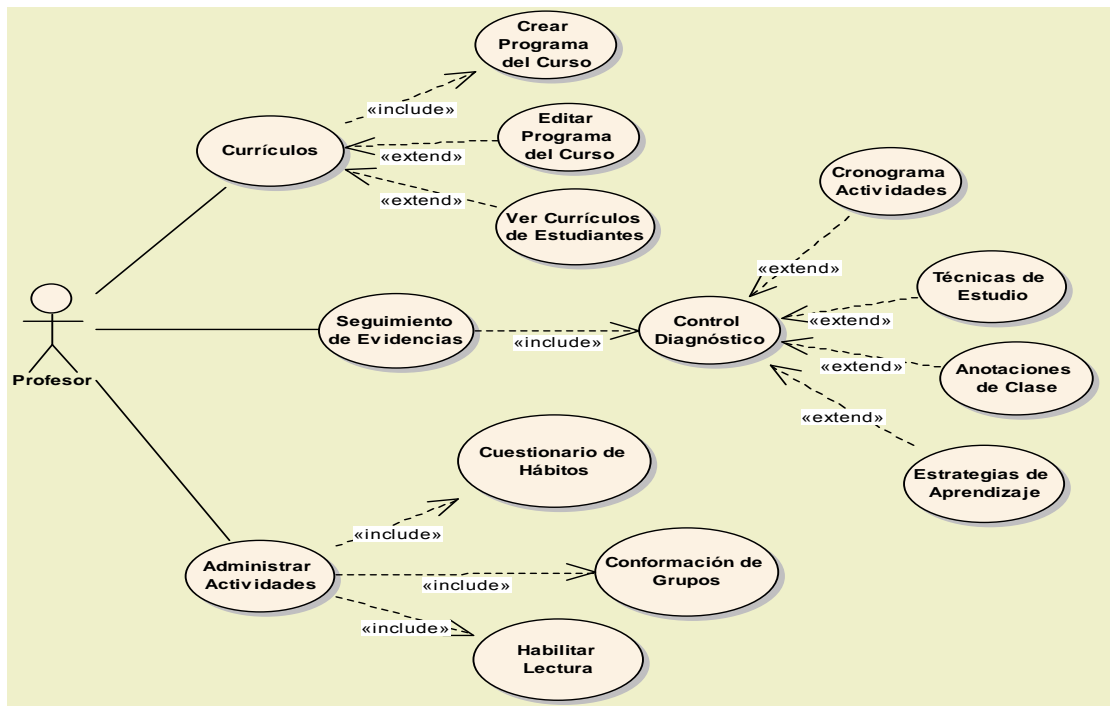 Crear
Programa
del Curso
«include»
Currículos
Editar
Programa
del Curso
«extend»
Ver Currículos
de Estudiantes
«extend»
Cronograma
Actividades
«extend»
Técnicas de
Estudio
«extend»
Profesor
Seguimiento
de Evidencias
«include»
Control
Diagnóstico
Anotaciones
de Clase
«extend»
Estrategias de
Aprendizaje
«extend»
Cuestionario de
Hábitos
«include»
Administrar
Actividades
Conformación de
Grupos
«include»
Habilitar
Lectura
«include»